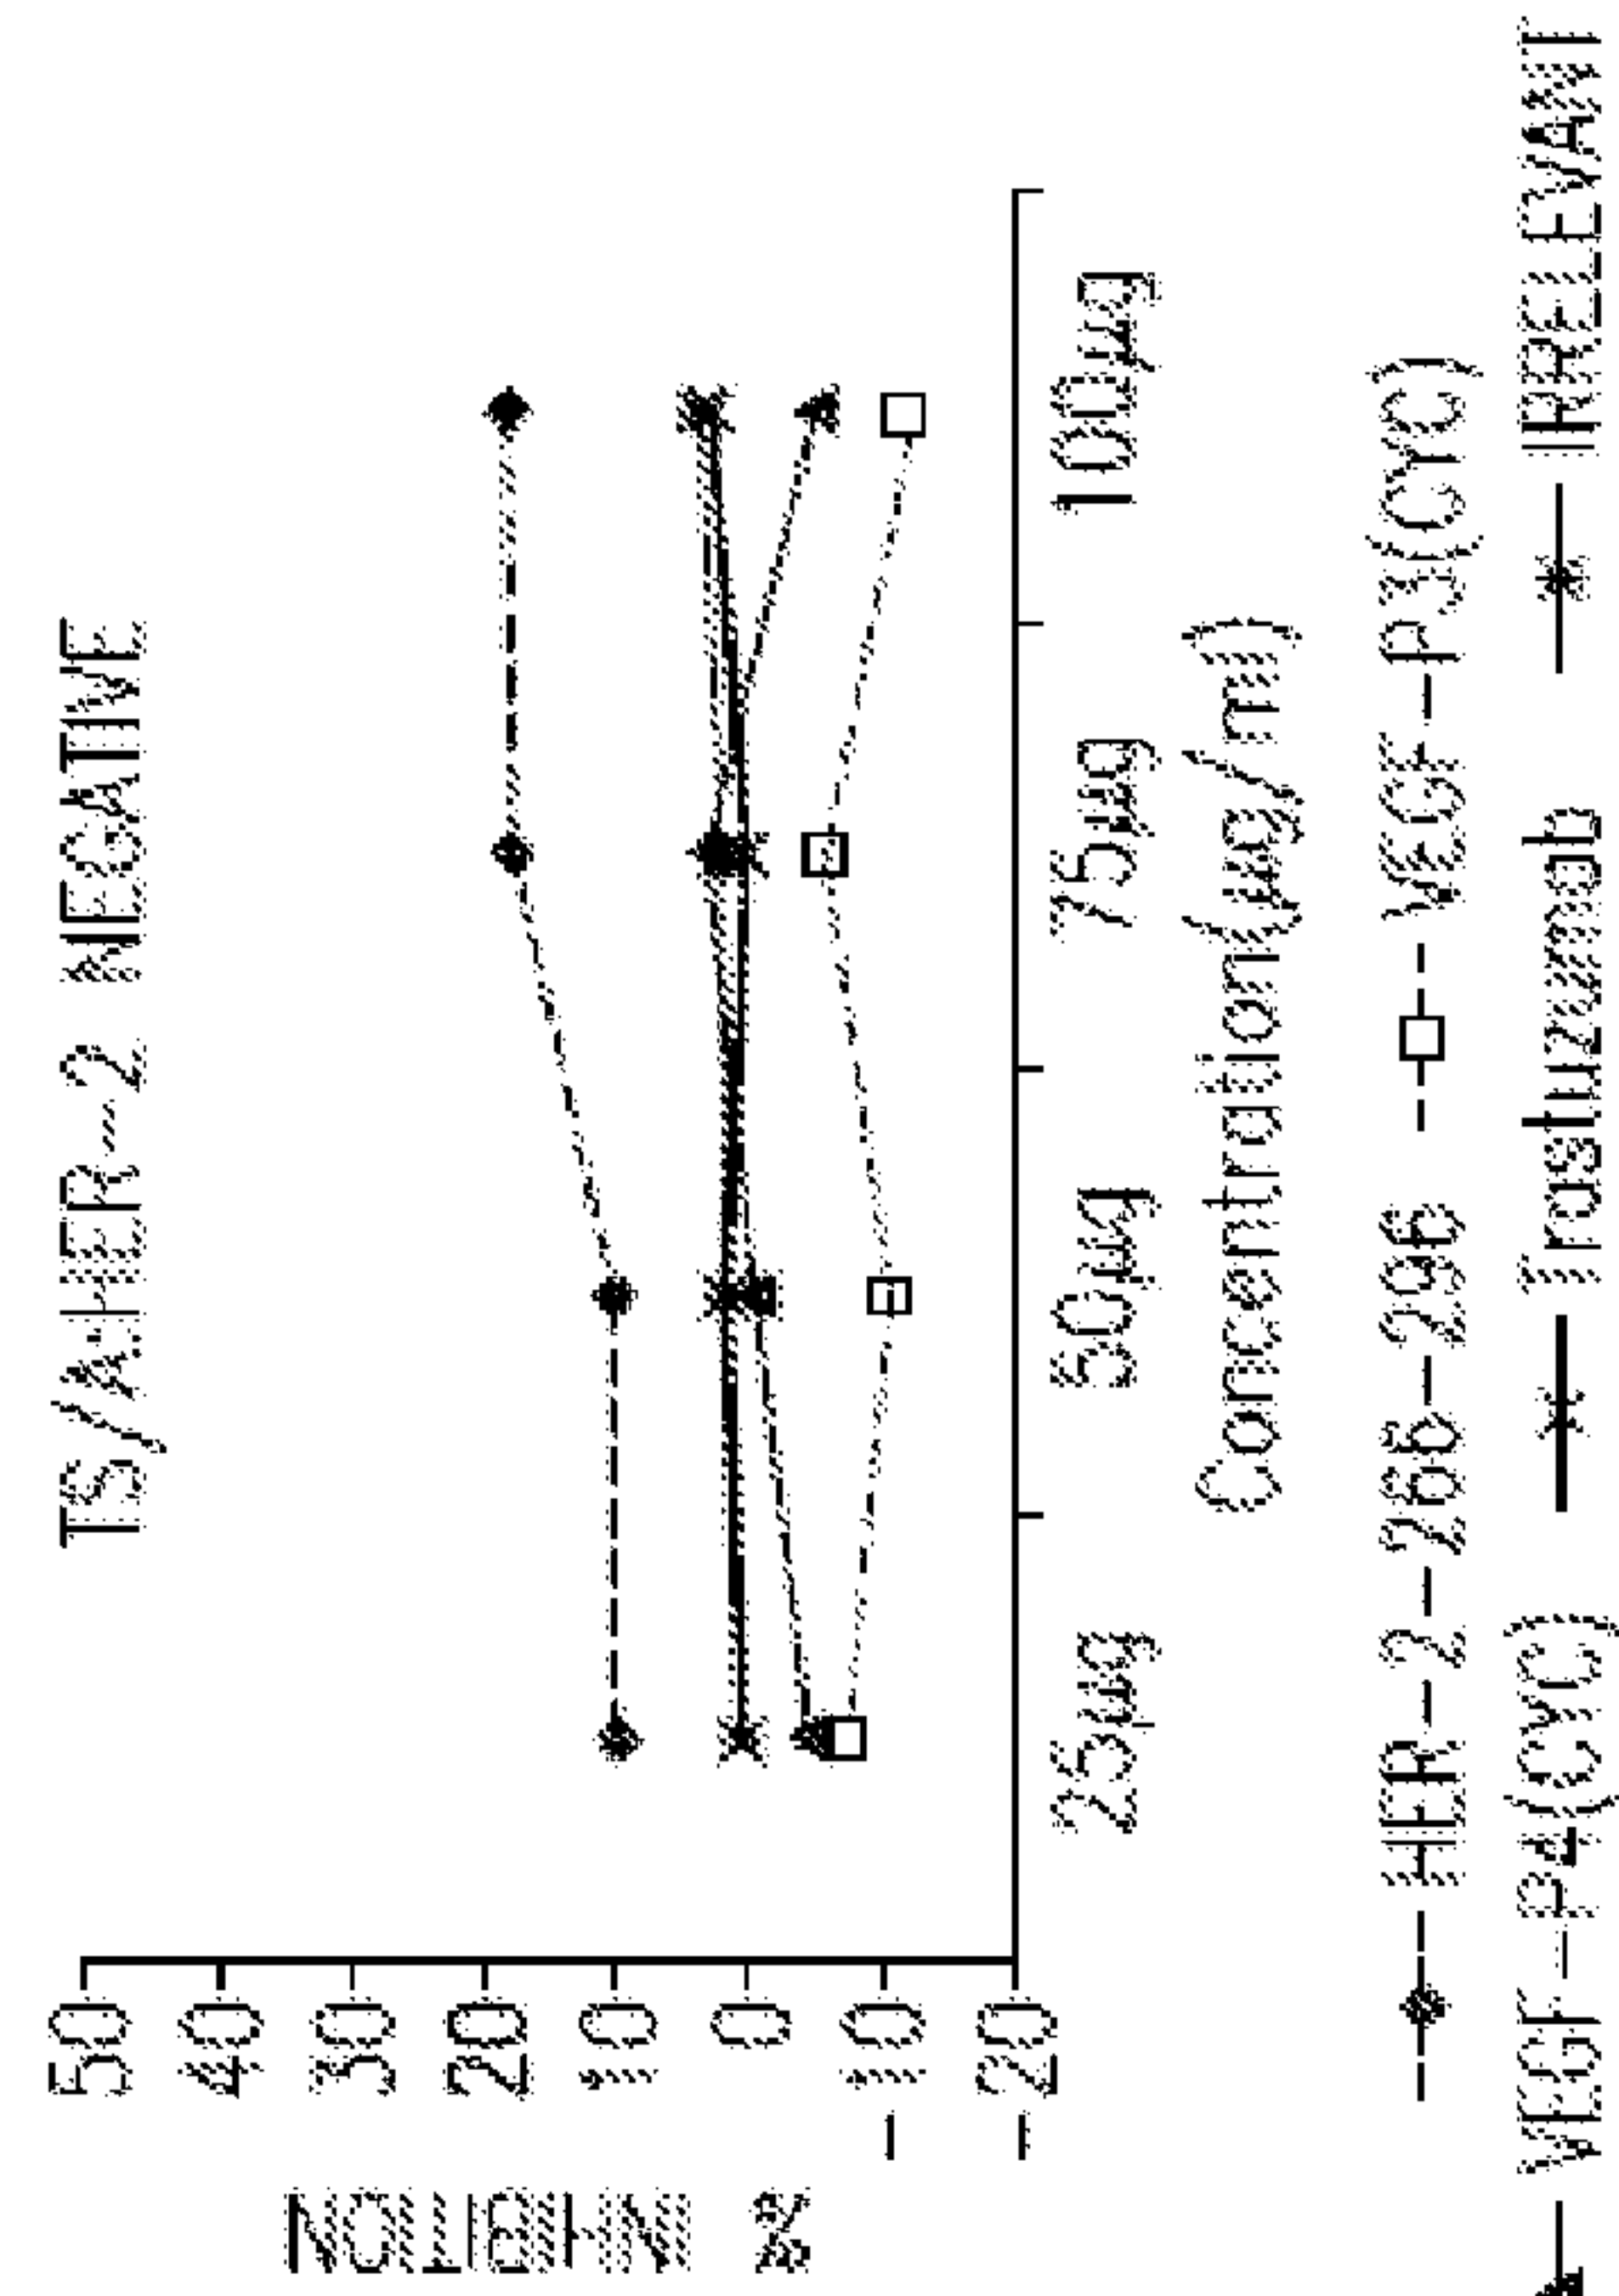 TS/A:HER-2 NEGATIVE
% INHIBITION
50
40
30
20
10
0
-10
-20
25µg 50µg 75µg 100µg
Concentration(µg/ml)
HER-2-266-296 VEGF-P3(CYC)
VEGF-P4(CYC) Trastuzumab IRRELEVANT